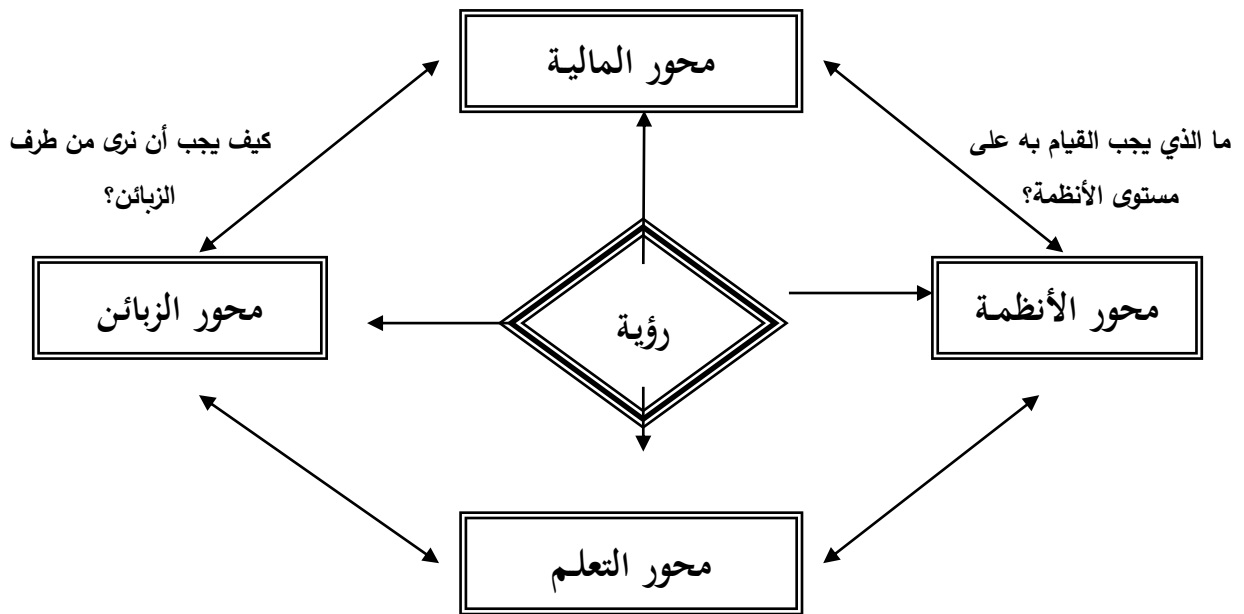 محور المالية
ما الذي يجب القيام به على
مستوى الأنظمة؟
كيف يجب أن نرى من طرف
الزبائن؟
محور الأنظمة
رؤية
محور الزبائن
محور التعلم